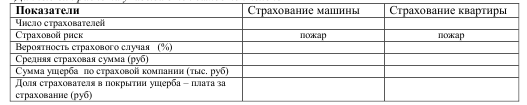 Показатели Страхование машины Страхование квартиры
Число страхователей
Страховой риск пожар пожар
Вероятность страхового случая (%)
Средняя страховая сумма (руб)
Сумма ущерба по страховой компании (тыс. руб)
Доля страхователя в покрытии ущерба – плата за
страхование (руб)